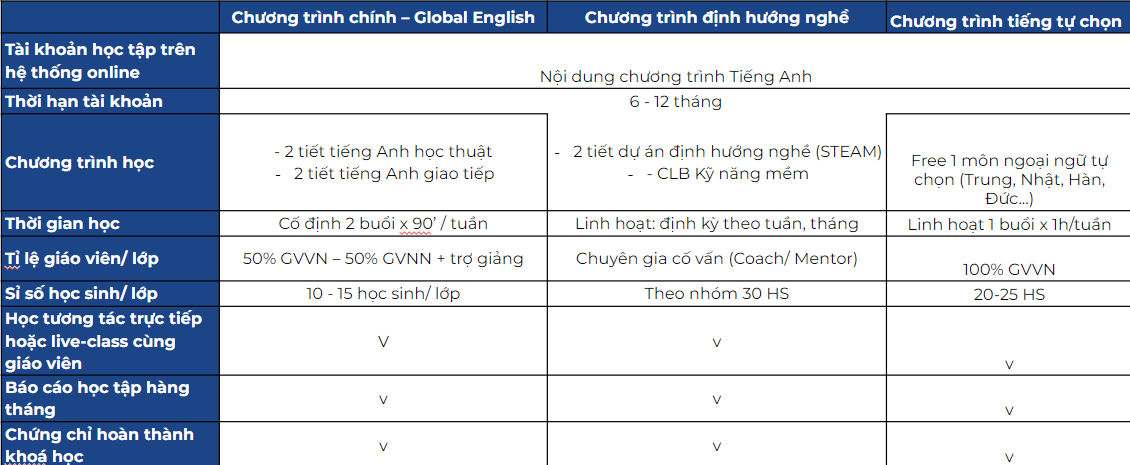 Chương trình chính – Global English
Chương trình định hướng nghề
Chương trình tiếng tự chọn
Tài khoản học tập trên
hệ thống online
Nội dung chương trình Tiếng Anh
Thời hạn tài khoản
6 - 12 tháng
Chương trình học
- 2 tiết tiếng Anh học thuật
- 2 tiết tiếng Anh giao tiếp
- 2 tiết dự án định hướng nghề (STEAM)
- - CLB Kỹ năng mềm
Free 1 môn ngoại ngữ tự
chọn (Trung, Nhật, Hàn,
Đức...)
Thời gian học
Cố định 2 buổi x 90’ / tuần
Linh hoạt: định kỳ theo tuần, tháng
Linh hoạt 1 buổi x 1h/tuần
Tỉ lệ giáo viên/ lớp
50% GVVN – 50% GVNN + trợ giảng
Chuyên gia cố vấn (Coach/ Mentor)
100% GVVN
Sỉ số học sinh/ lớp
10 - 15 học sinh/ lớp
Theo nhóm 30 HS
20-25 HS
Học tương tác trực tiếp
hoặc live-class cùng
giáo viên
V
v
v
Báo cáo học tập hàng
tháng
v
v
v
Chứng chỉ hoàn thành
khoá học
v
v
v